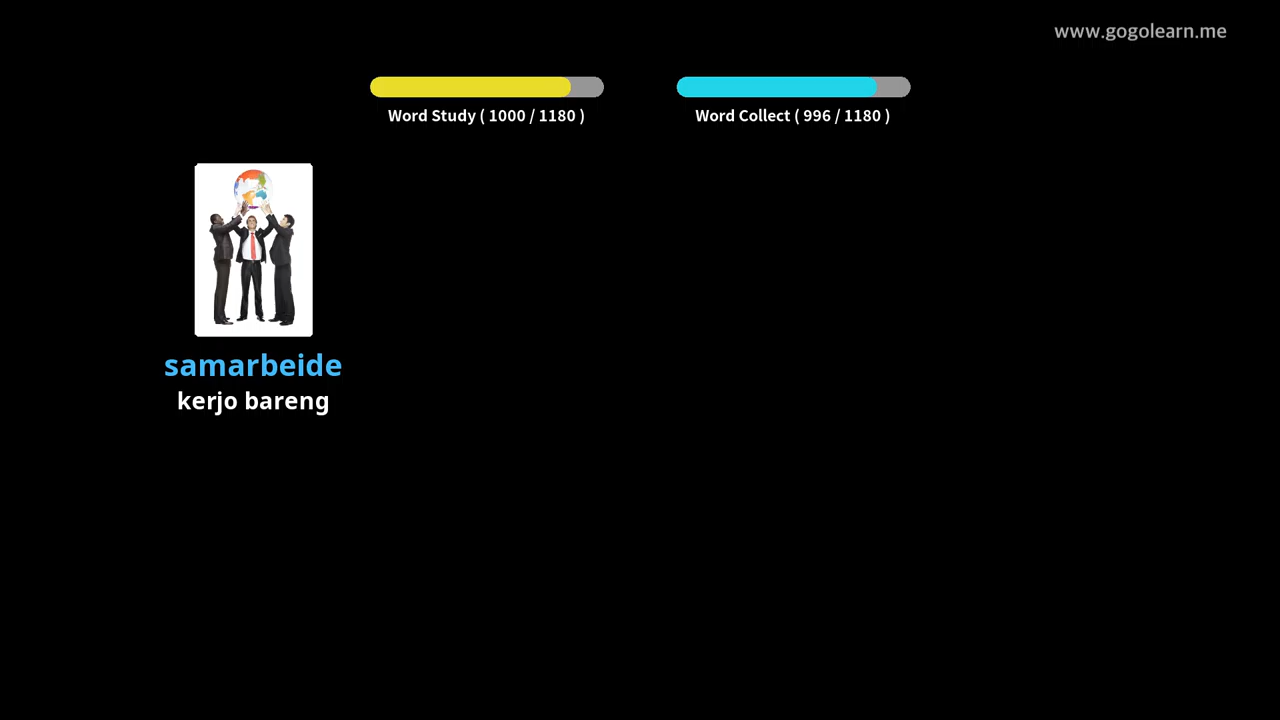 www.gogolearn.me
Word Study ( 1000 / 1180 )
Word Collect ( 996 / 1180 )
samarbeide
kerjo bareng